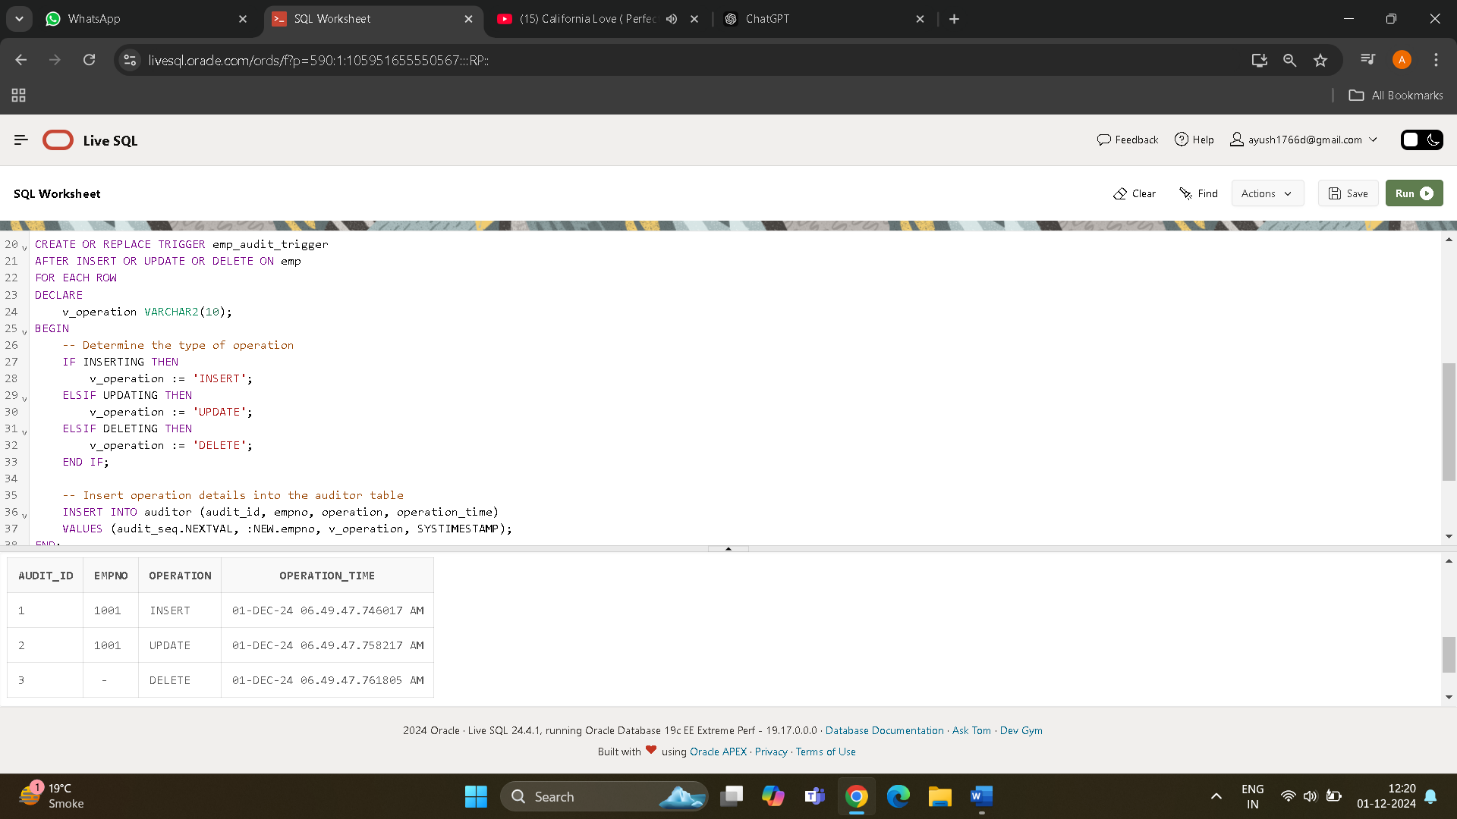 WhatsApp
SQL Worksheet
(15) California Love ( Perfec
ChatGPT
livesql.oracle.com/ords/f?p=590:1:105951655550567:::RP::
A
All Bookmarks
Live SQL
Feedback
Help
ayush1766d@gmail.com
SQL Worksheet
Clear
Find
Actions
Save
Run
20 CREATE OR REPLACE TRIGGER emp_audit_trigger
21 AFTER INSERT OR UPDATE OR DELETE ON emp
22 FOR EACH ROW
23 DECLARE
24 v_operation VARCHAR2(10);
25 BEGIN
26 -- Determine the type of operation
27 IF INSERTING THEN
28 v_operation := 'INSERT';
29 ELSIF UPDATING THEN
30 v_operation := 'UPDATE';
31 ELSIF DELETING THEN
32 v_operation := 'DELETE';
33 END IF;
34
35 -- Insert operation details into the auditor table
36 INSERT INTO auditor (audit_id, empno, operation, operation_time)
37 VALUES (audit_seq.NEXTVAL, :NEW.empno, v_operation, SYSTIMESTAMP);
38 END;
AUDIT_ID EMPNO OPERATION OPERATION_TIME
1 1001 INSERT 01-DEC-24 06.49.47.746017 AM
2 1001 UPDATE 01-DEC-24 06.49.47.758217 AM
3 - DELETE 01-DEC-24 06.49.47.761805 AM
2024 Oracle · Live SQL 24.4.1, running Oracle Database 19c EE Extreme Perf - 19.17.0.0.0 · Database Documentation · Ask Tom · Dev Gym
Built with ❤ using Oracle APEX · Privacy · Terms of Use
1
19°C
Smoke
Search
ENG
IN
12:20
01-12-2024